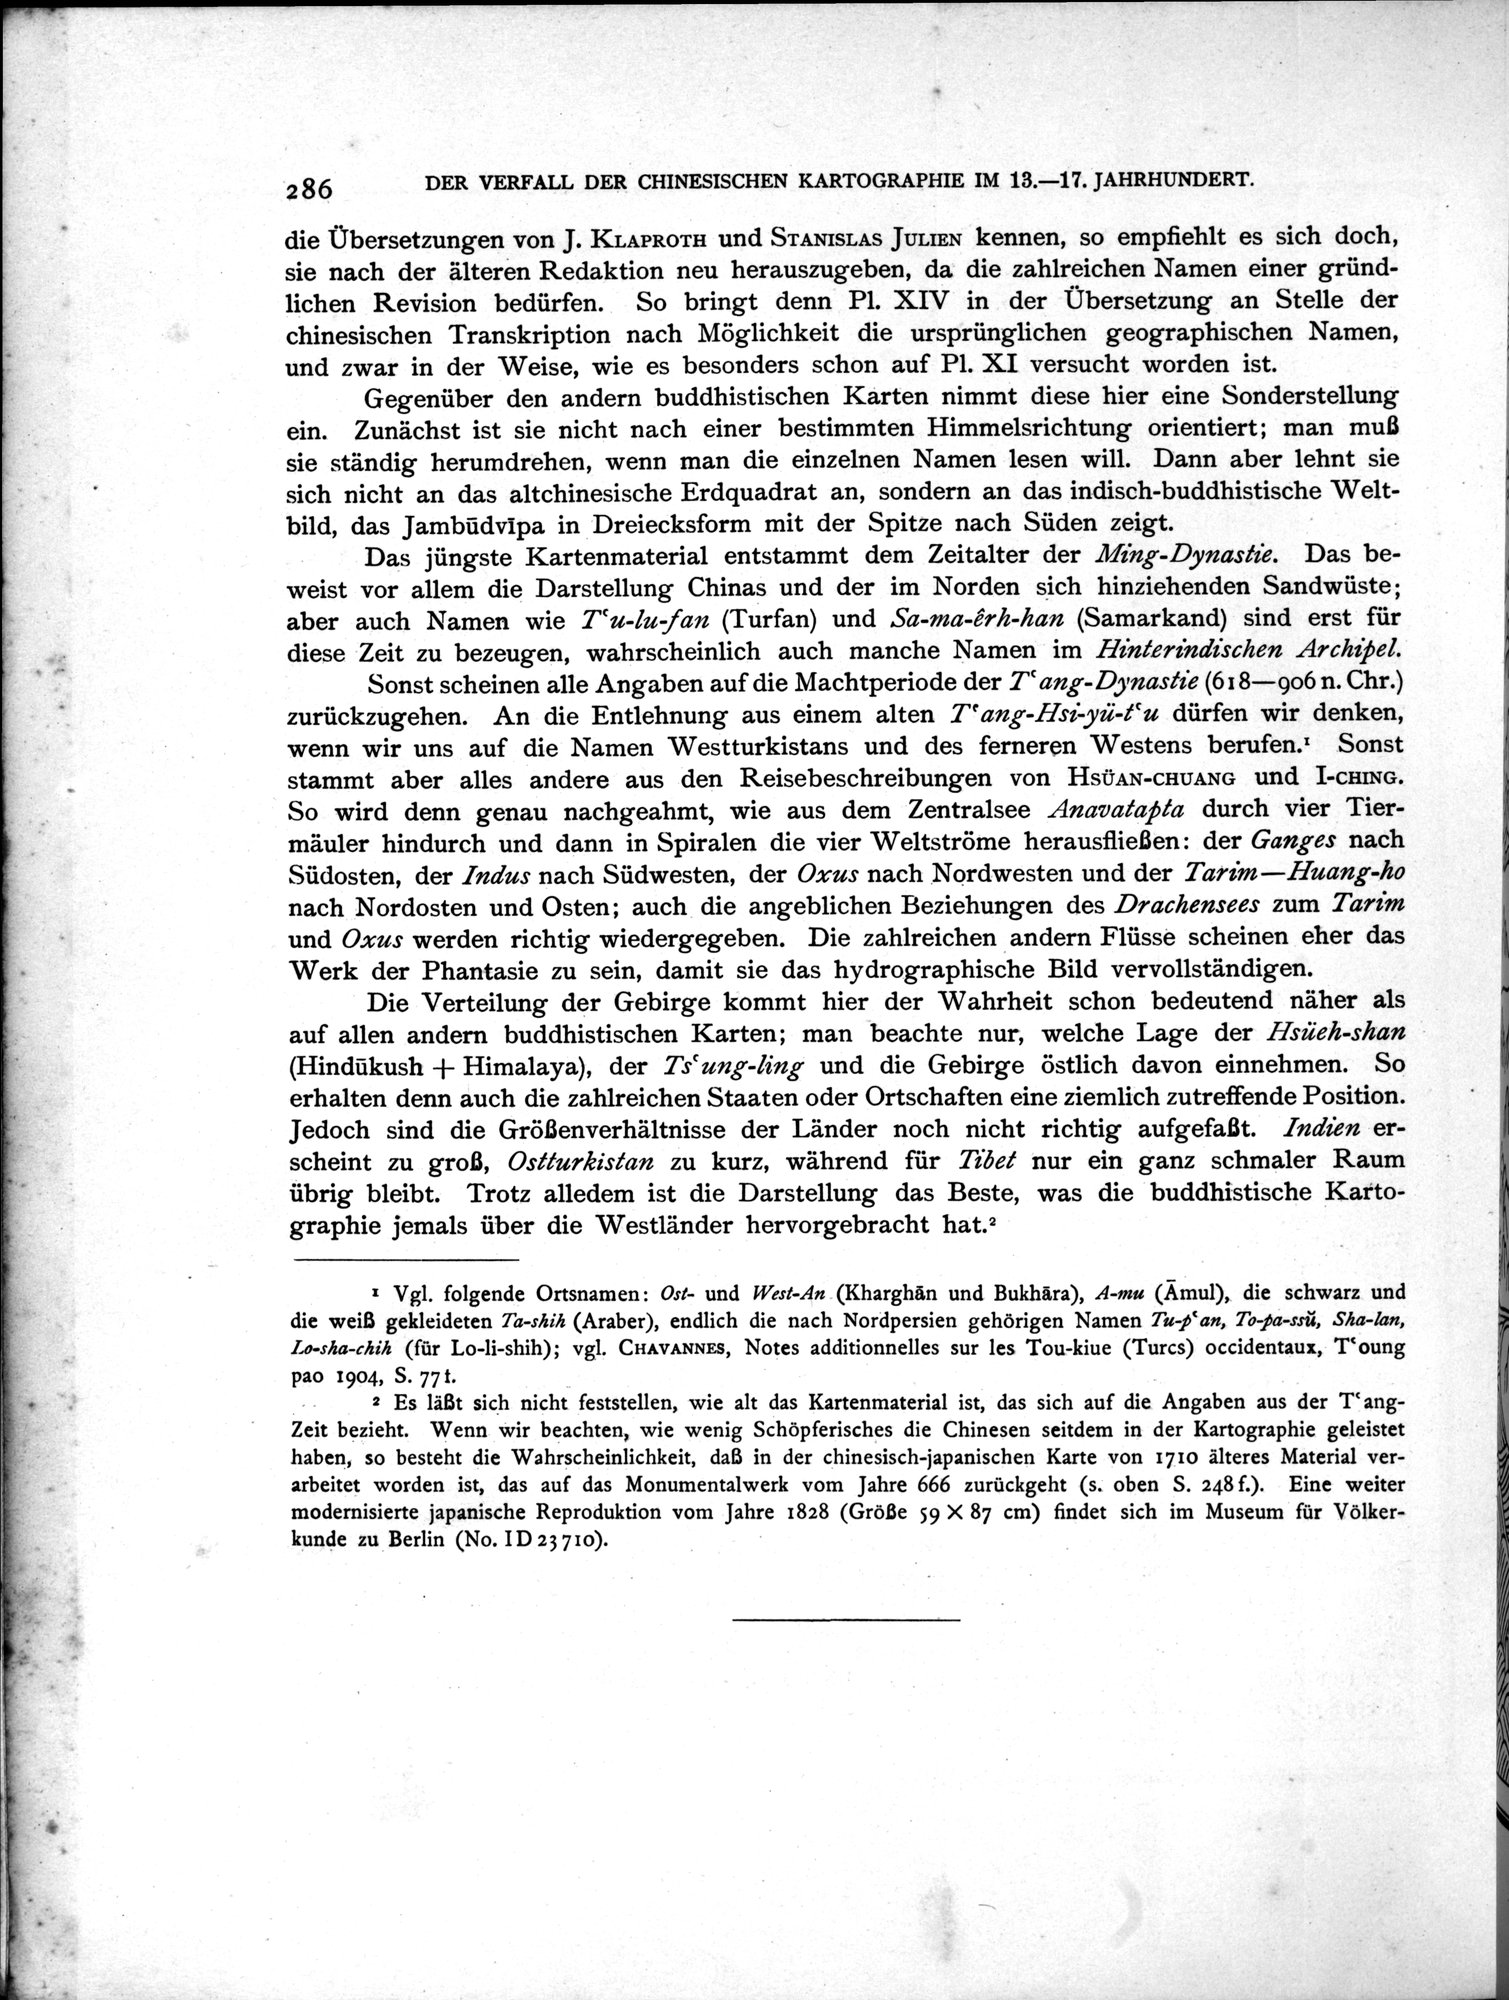 286 DER VERFALL DER CHINESISCHEN KARTOGRAPHIE IM 13.—17. JAHRHUNDERT.
die Übersetzungen von J. KLAPROTH und STANISLAS JULIEN kennen, so empfiehlt es sich doch,
sie nach der älteren Redaktion neu herauszugeben, da die zahlreichen Namen einer gründ-
lichen Revision bedürfen. So bringt denn Pl. XIV in der Übersetzung an Stelle der
chinesischen Transkription nach Möglichkeit die ursprünglichen geographischen Namen,
und zwar in der Weise, wie es besonders schon auf Pl. XI versucht worden ist.
Gegenüber den andern buddhistischen Karten nimmt diese hier eine Sonderstellung
ein. Zunächst ist sie nicht nach einer bestimmten Himmelsrichtung orientiert; man muß
sie ständig herumdrehen, wenn man die einzelnen Namen lesen will. Dann aber lehnt sie
sich nicht an das altchinesische Erdquadrat an, sondern an das indisch-buddhistische Welt-
bild, das Jambūdvīpa in Dreiecksform mit der Spitze nach Süden zeigt.
Das jüngste Kartenmaterial entstammt dem Zeitalter der Ming-Dynastie. Das be-
weist vor allem die Darstellung Chinas und der im Norden sich hinziehenden Sandwüste;
aber auch Namen wie Tʿu-lu-fan (Turfan) und Sa-ma-êrh-han (Samarkand) sind erst für
diese Zeit zu bezeugen, wahrscheinlich auch manche Namen im Hinterindischen Archipel.
Sonst scheinen alle Angaben auf die Machtperiode der Tʿang-Dynastie (618—906 n. Chr.)
zurückzugehen. An die Entlehnung aus einem alten Tʿang-Hsi-yü-tʿu dürfen wir denken,
wenn wir uns auf die Namen Westturkistans und des ferneren Westens berufen.¹ Sonst
stammt aber alles andere aus den Reisebeschreibungen von HSÜAN-CHUANG und I-CHING.
So wird denn genau nachgeahmt, wie aus dem Zentralsee Anavatapta durch vier Tier-
mäuler hindurch und dann in Spiralen die vier Weltströme herausfließen: der Ganges nach
Südosten, der Indus nach Südwesten, der Oxus nach Nordwesten und der Tarim—Huang-ho
nach Nordosten und Osten; auch die angeblichen Beziehungen des Drachensees zum Tarim
und Oxus werden richtig wiedergegeben. Die zahlreichen andern Flüsse scheinen eher das
Werk der Phantasie zu sein, damit sie das hydrographische Bild vervollständigen.
Die Verteilung der Gebirge kommt hier der Wahrheit schon bedeutend näher als
auf allen andern buddhistischen Karten; man beachte nur, welche Lage der Hsüeh-shan
(Hindūkush + Himalaya), der Tsʿung-ling und die Gebirge östlich davon einnehmen. So
erhalten denn auch die zahlreichen Staaten oder Ortschaften eine ziemlich zutreffende Position.
Jedoch sind die Größenverhältnisse der Länder noch nicht richtig aufgefaßt. Indien er-
scheint zu groß, Ostturkistan zu kurz, während für Tibet nur ein ganz schmaler Raum
übrig bleibt. Trotz alledem ist die Darstellung das Beste, was die buddhistische Karto-
graphie jemals über die Westländer hervorgebracht hat.²
¹ Vgl. folgende Ortsnamen: Ost- und West-An (Kharghān und Bukhāra), A-mu (Āmul), die schwarz und
die weiß gekleideten Ta-shih (Araber), endlich die nach Nordpersien gehörigen Namen Tu-pʿan, To-pa-ssŭ, Sha-lan,
Lo-sha-chih (für Lo-li-shih); vgl. CHAVANNES, Notes additionnelles sur les Tou-kiue (Turcs) occidentaux, Tʿoung
pao 1904, S. 77 f.
² Es läßt sich nicht feststellen, wie alt das Kartenmaterial ist, das sich auf die Angaben aus der Tʿang-
Zeit bezieht. Wenn wir beachten, wie wenig Schöpferisches die Chinesen seitdem in der Kartographie geleistet
haben, so besteht die Wahrscheinlichkeit, daß in der chinesisch-japanischen Karte von 1710 älteres Material ver-
arbeitet worden ist, das auf das Monumentalwerk vom Jahre 666 zurückgeht (s. oben S. 248 f.). Eine weiter
modernisierte japanische Reproduktion vom Jahre 1828 (Größe 59 × 87 cm) findet sich im Museum für Völker-
kunde zu Berlin (No. ID 23 710).